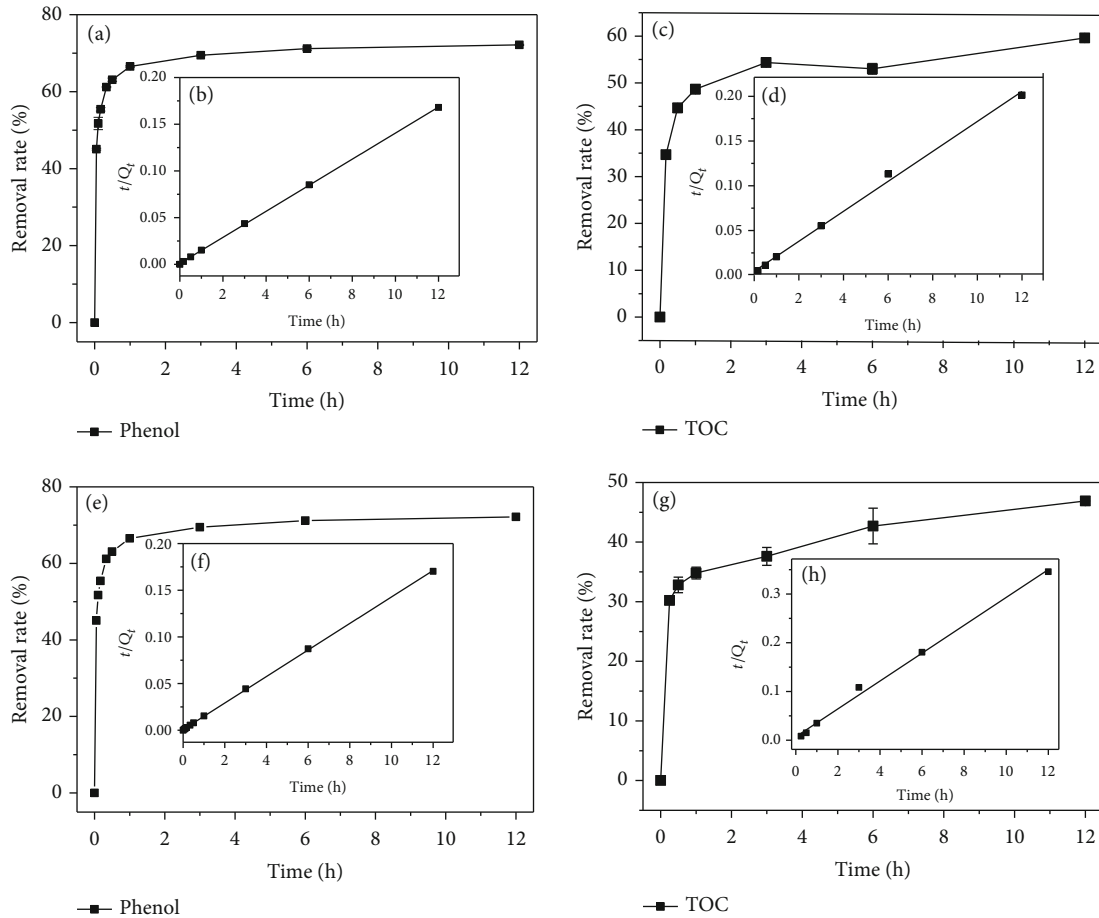 (a)
Removal rate (%)
80
60
40
20
0
0 2 4 6 8 10 12
Time (h)
Phenol
(b)
t/Qt
0.20
0.15
0.10
0.05
0.00
0 2 4 6 8 10 12
Time (h)
(c)
Removal rate (%)
60
50
40
30
20
10
0
0 2 4 6 8 10 12
Time (h)
TOC
(d)
t/Qt
0.20
0.15
0.10
0.05
0.00
0 2 4 6 8 10 12
Time (h)
(e)
Removal rate (%)
80
60
40
20
0
0 2 4 6 8 10 12
Time (h)
Phenol
(f)
t/Qt
0.20
0.15
0.10
0.05
0.00
0 2 4 6 8 10 12
Time (h)
(g)
Removal rate (%)
50
40
30
20
10
0
0 2 4 6 8 10 12
Time (h)
TOC
(h)
t/Qt
0.3
0.2
0.1
0.0
0 2 4 6 8 10 12
Time (h)